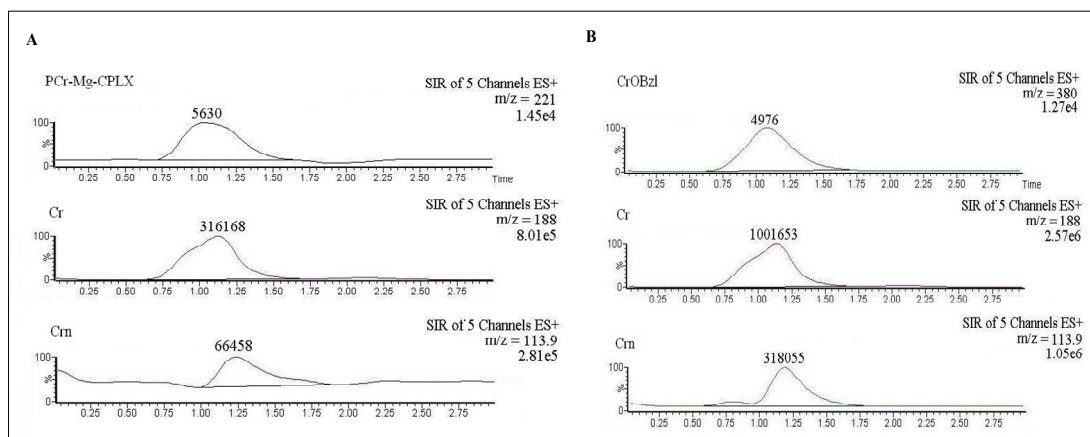 A
PCr-Mg-CPLX
SIR of 5 Channels ES+
m/z = 221
1.45e4
5630
100
%
0
0.25 0.50 0.75 1.00 1.25 1.50 1.75 2.00 2.25 2.50 2.75
Time
Cr
SIR of 5 Channels ES+
m/z = 188
8.01e5
316168
100
%
0
0.25 0.50 0.75 1.00 1.25 1.50 1.75 2.00 2.25 2.50 2.75
Crn
SIR of 5 Channels ES+
m/z = 113.9
2.81e5
66458
100
%
0
0.25 0.50 0.75 1.00 1.25 1.50 1.75 2.00 2.25 2.50 2.75
B
CrOBzl
SIR of 5 Channels ES+
m/z = 380
1.27e4
4976
100
%
0
0.25 0.50 0.75 1.00 1.25 1.50 1.75 2.00 2.25 2.50 2.75
Time
Cr
SIR of 5 Channels ES+
m/z = 188
2.57e6
1001653
100
%
0
0.25 0.50 0.75 1.00 1.25 1.50 1.75 2.00 2.25 2.50 2.75
Crn
SIR of 5 Channels ES+
m/z = 113.9
1.05e6
318055
100
%
0
0.25 0.50 0.75 1.00 1.25 1.50 1.75 2.00 2.25 2.50 2.75